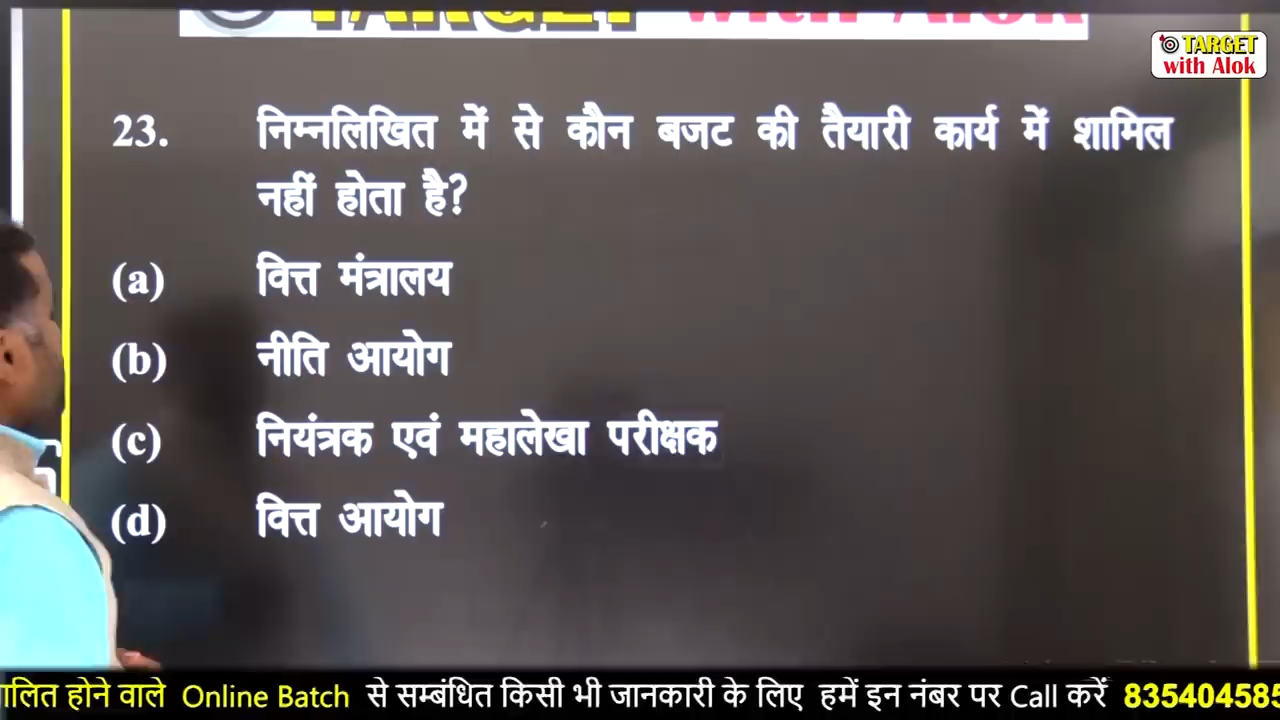 TARGET with Alok
TARGET
with Alok
23. निम्नलिखित में से कौन बजट की तैयारी कार्य में शामिल
नहीं होता है?
(a) वित्त मंत्रालय
(b) नीति आयोग
(c) नियंत्रक एवं महालेखा परीक्षक
(d) वित्त आयोग
Online Batch से सम्बंधित किसी भी जानकारी के लिए हमें इन नंबर पर Call करें 835404585